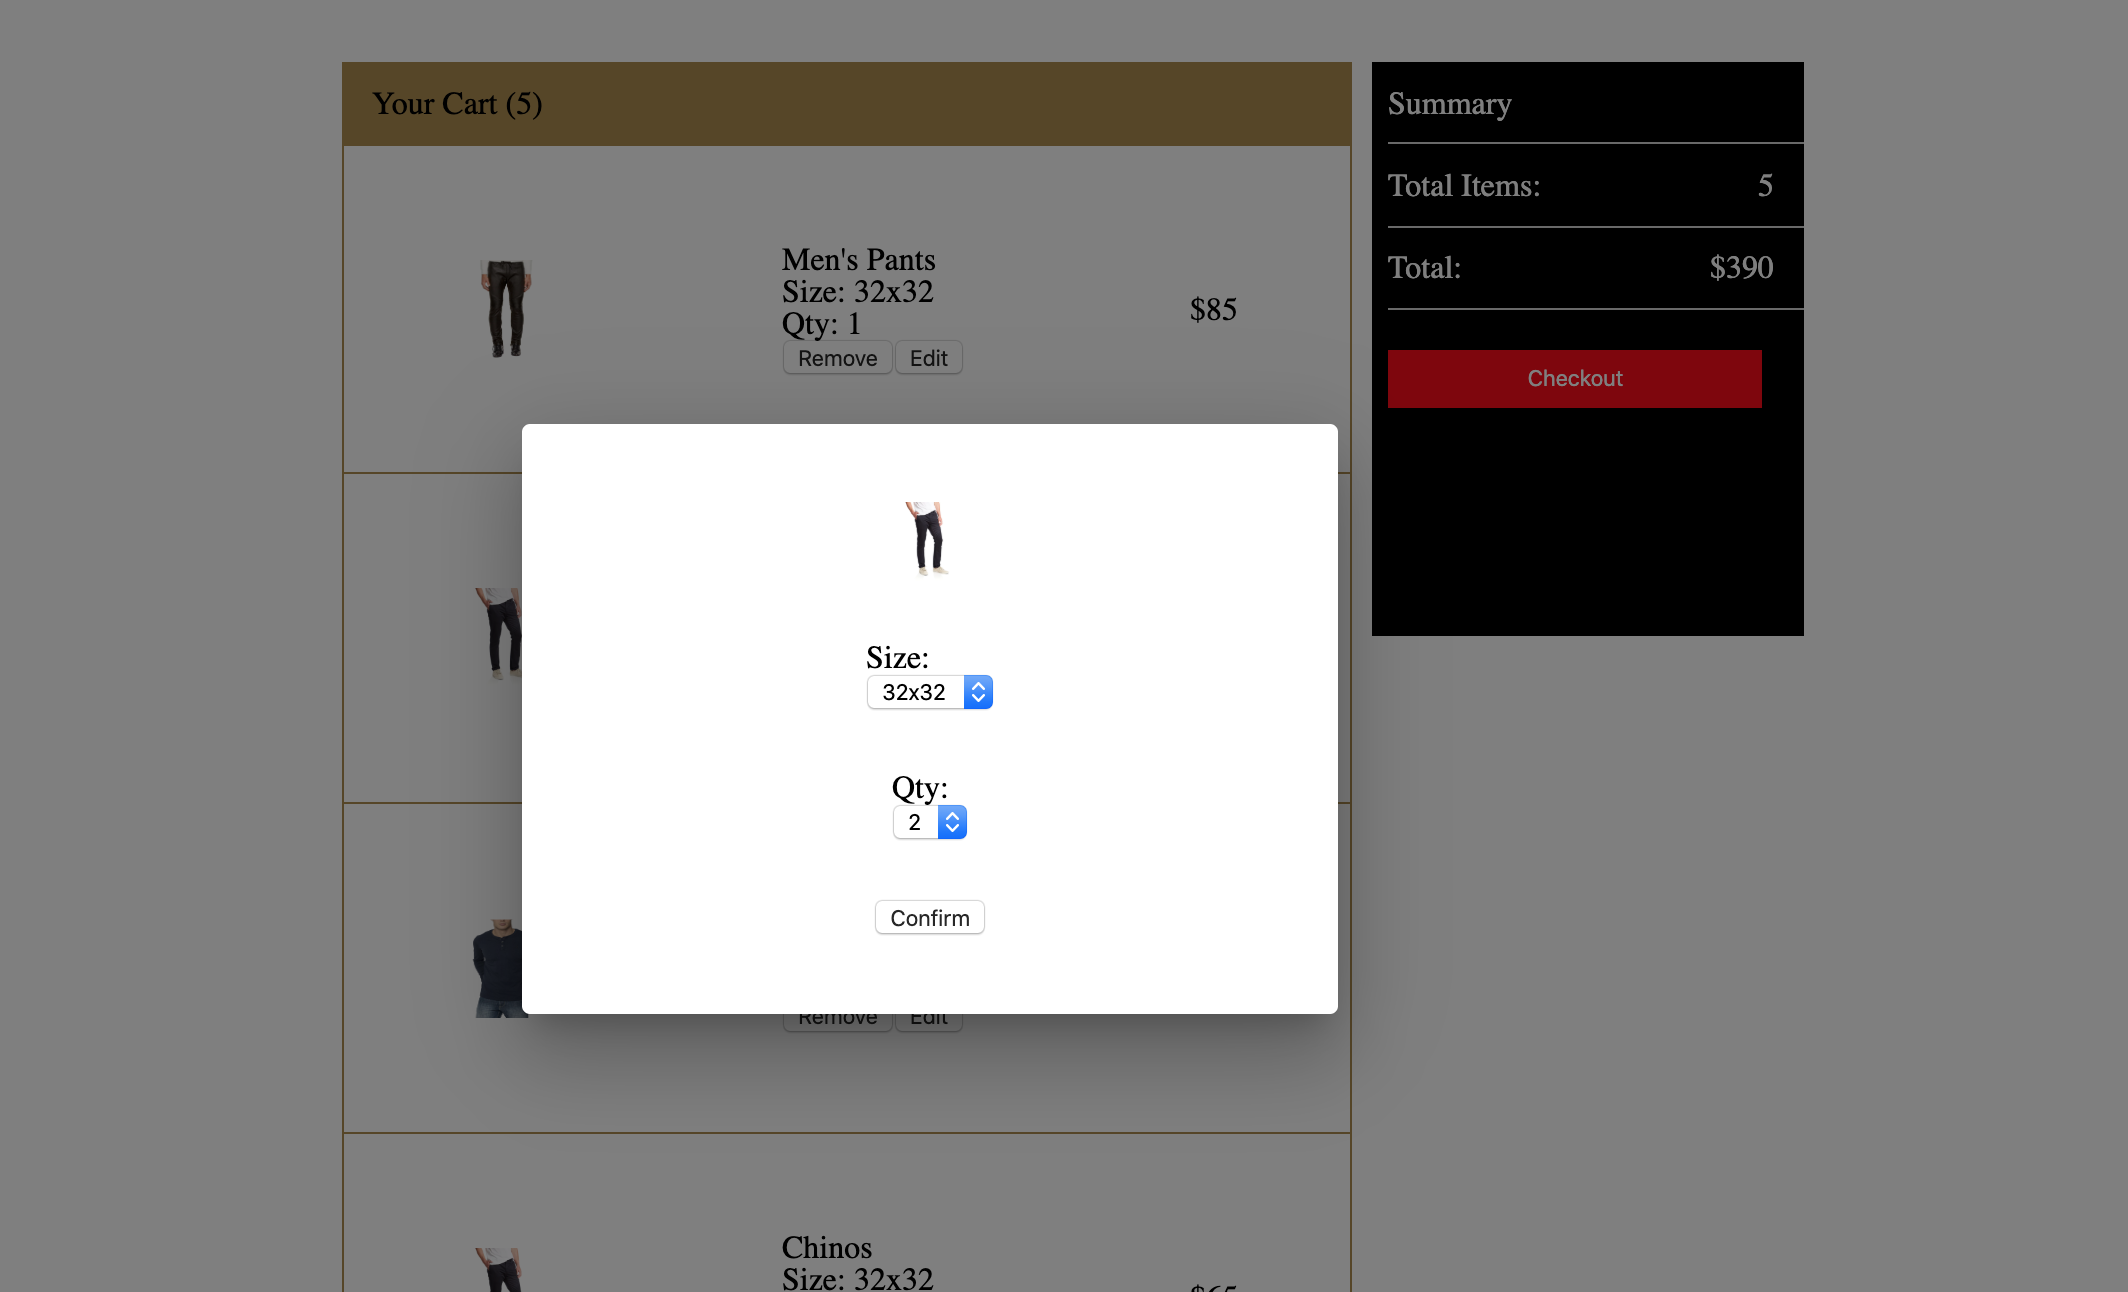 Your Cart (5)
Men's Pants
Size: 32x32
Qty: 1
Remove Edit
$85
Size:
32x32
Qty:
2
Confirm
Remove Edit
Chinos
Size: 32x32
$65
Summary
Total Items: 5
Total: $390
Checkout